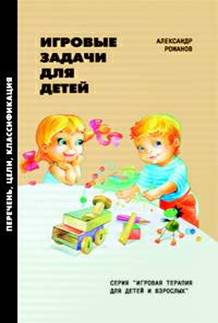 АЛЕКСАНДР
РОМАНОВ
ИГРОВЫЕ
ЗАДАЧИ ДЛЯ
ДЕТЕЙ
ПЕРЕЧЕНЬ, ЦЕЛИ, КЛАССИФИКАЦИЯ
СЕРИЯ "ИГРОВАЯ ТЕРАПИЯ
ДЛЯ ДЕТЕЙ И ВЗРОСЛЫХ"